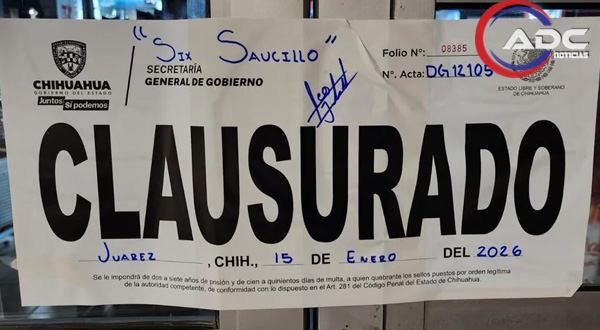 "Six Saucillo"
CHIHUAHUA
GOBIERNO DEL ESTADO
Juntos Sí podemos
SECRETARÍA
GENERAL DE GOBIERNO
Folio N°: 08385
N°. Acta: DG12105
ADC
NOTICIAS
ESTADO LIBRE Y SOBERANO
DE CHIHUAHUA
CLAUSURADO
JUAREZ, CHIH., 15 DE ENERO DEL 2026
Se le impondrá de dos a siete años de prisión y de cien a quinientos días de multa, a quien quebrante los sellos puestos por orden legítima
de la autoridad competente, de conformidad con lo dispuesto en el Art. 281 del Código Penal del Estado de Chihuahua.